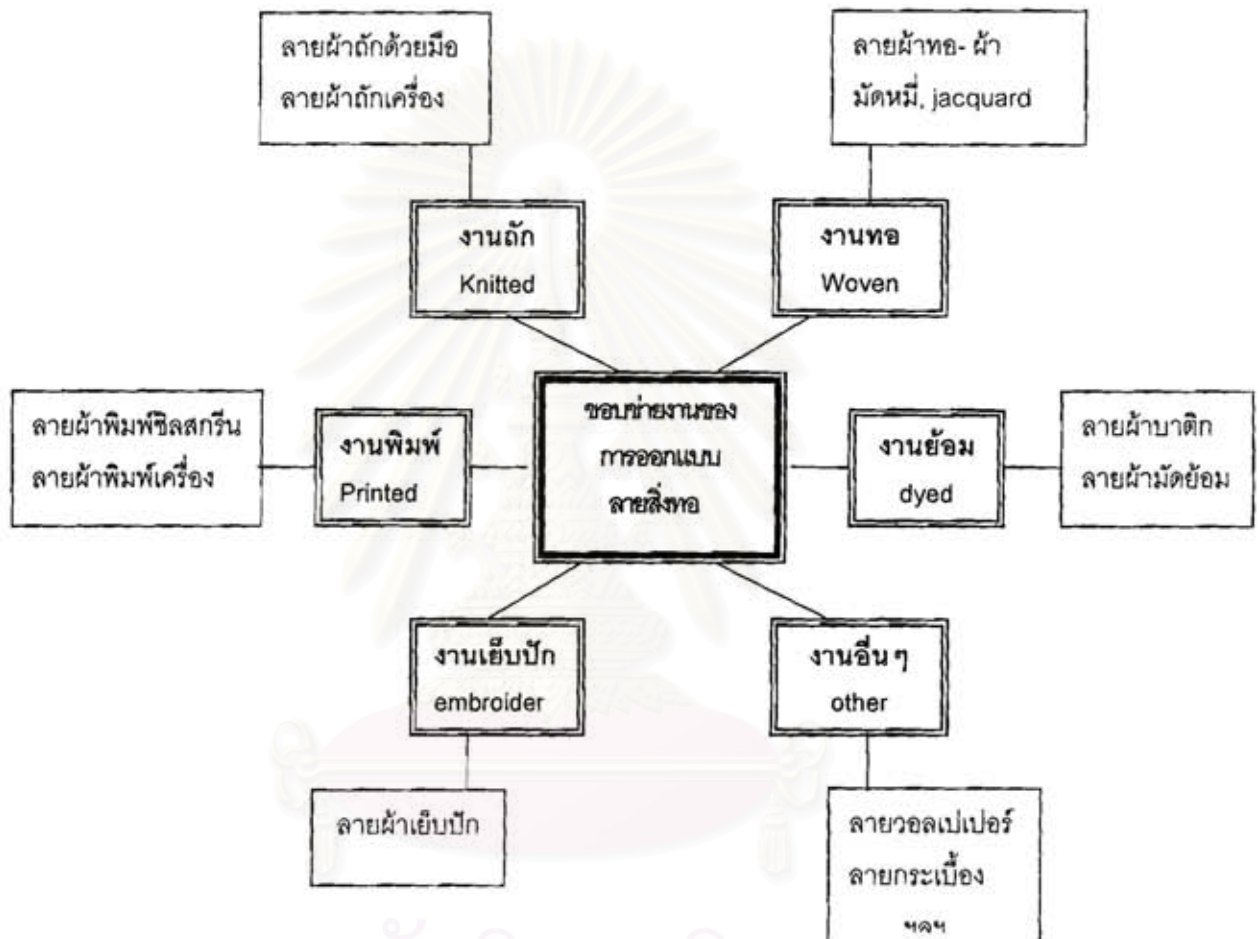 ลายผ้าถักด้วยมือ
ลายผ้าถักเครื่อง
ลายผ้าทอ- ผ้า
มัดหมี่, jacquard
งานถัก
Knitted
งานทอ
Woven
ลายผ้าพิมพ์ซิลสกรีน
ลายผ้าพิมพ์เครื่อง
งานพิมพ์
Printed
ขอบข่ายงานของ
การออกแบบ
ลายสิ่งทอ
งานย้อม
dyed
ลายผ้าบาติก
ลายผ้ามัดย้อม
งานเย็บปัก
embroider
งานอื่น ๆ
other
ลายผ้าเย็บปัก
ลายวอลเปเปอร์
ลายกระเบื้อง
ฯลฯ